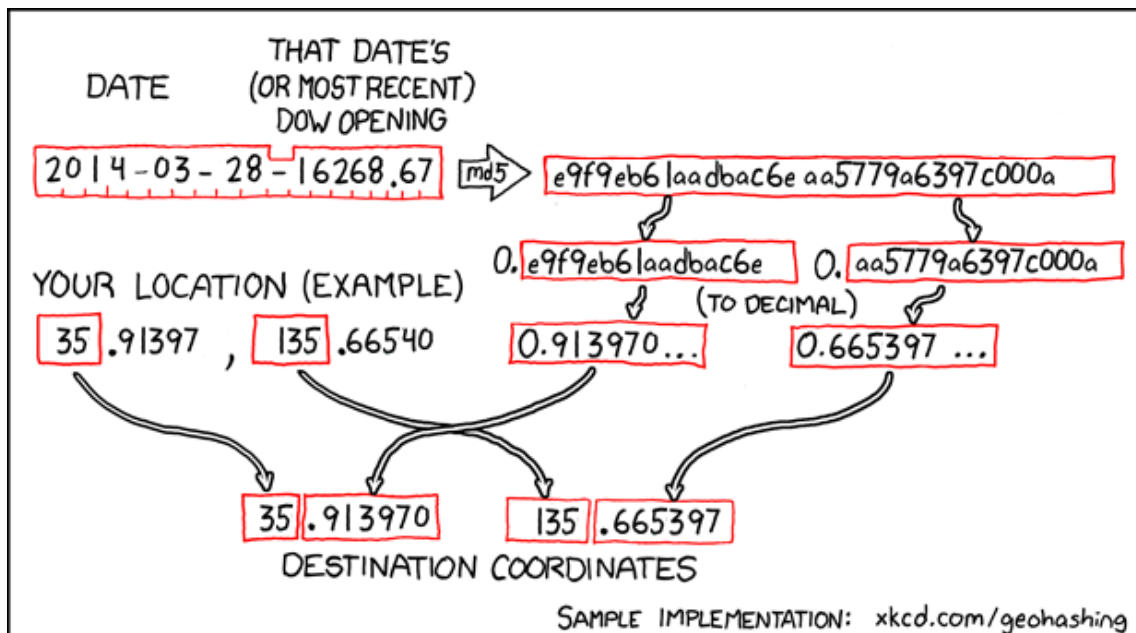 DATE
THAT DATE'S
(OR MOST RECENT)
DOW OPENING
2014-03-28-16268.67
md5
e9f9eb61aadbac6e aa5779a6397c000a
0. e9f9eb61aadbac6e
0. aa5779a6397c000a
YOUR LOCATION (EXAMPLE)
(TO DECIMAL)
35.91397, 135.66540
0.913970...
0.665397 ...
35.913970
135.665397
DESTINATION COORDINATES
SAMPLE IMPLEMENTATION: xkcd.com/geohashing